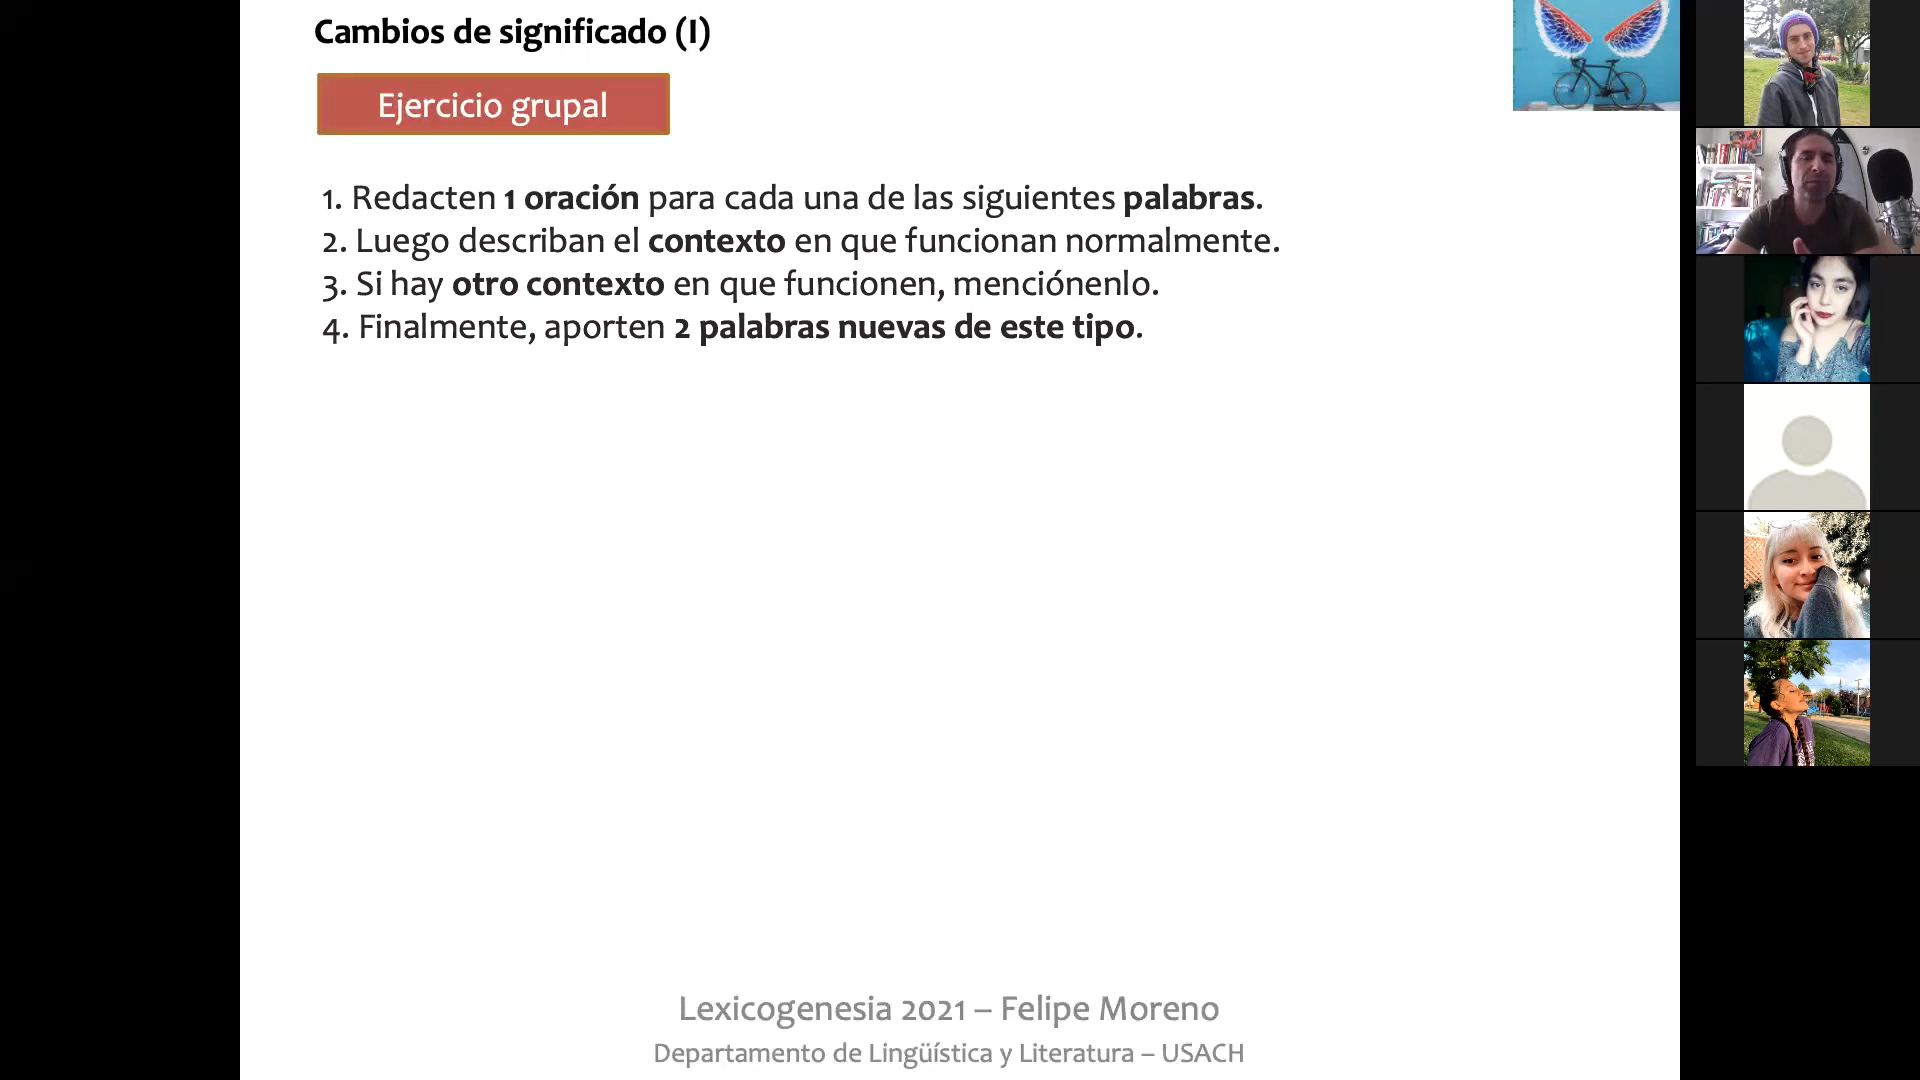 Cambios de significado (I)
Ejercicio grupal
1. Redacten 1 oración para cada una de las siguientes palabras.
2. Luego describan el contexto en que funcionan normalmente.
3. Si hay otro contexto en que funcionen, menciónenlo.
4. Finalmente, aporten 2 palabras nuevas de este tipo.
Lexicogenesia 2021 – Felipe Moreno
Departamento de Lingüística y Literatura – USACH